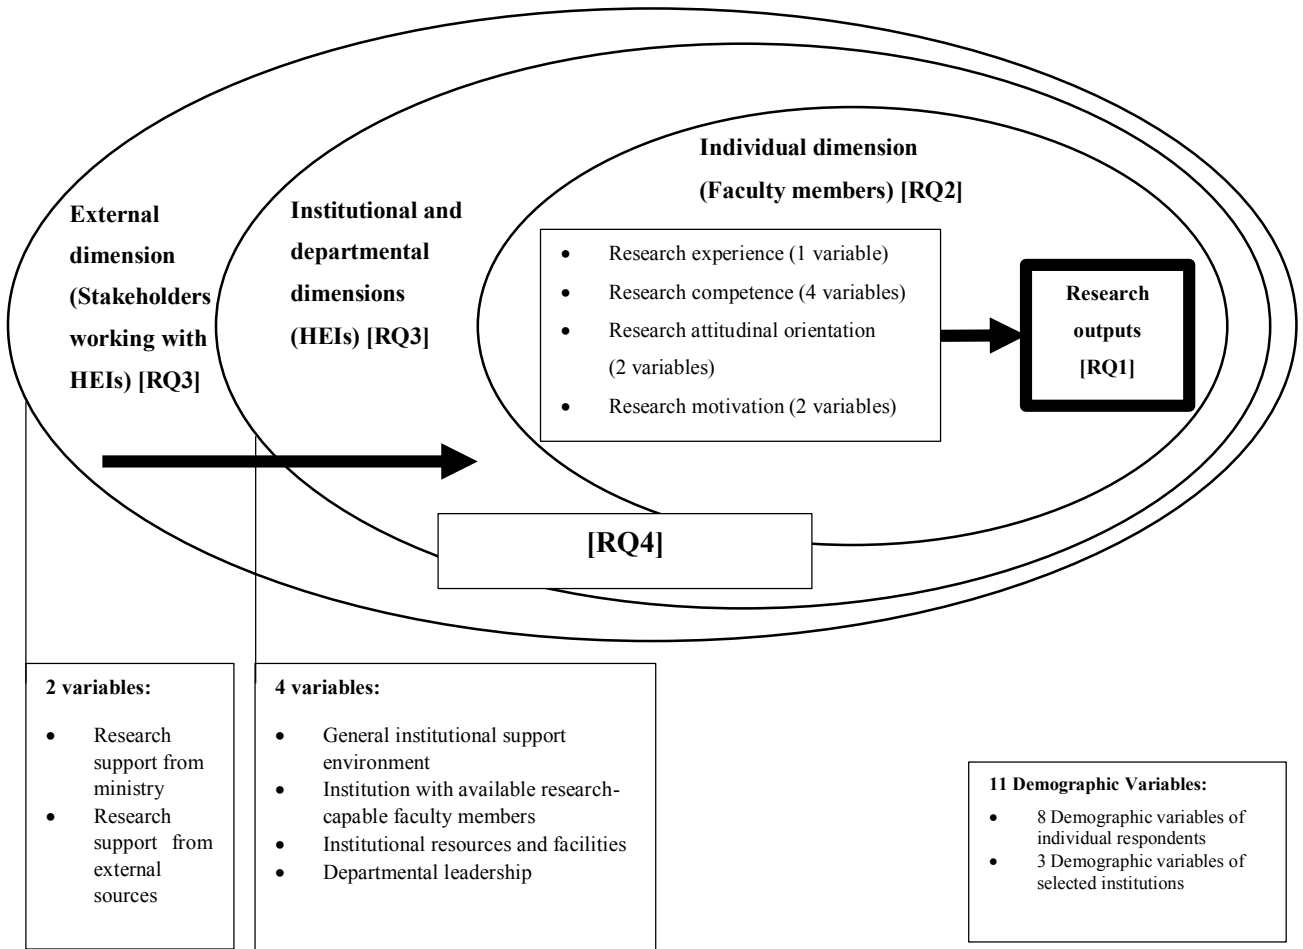 External
dimension
(Stakeholders
working with
HEIs) [RQ3]
Institutional and
departmental
dimensions
(HEIs) [RQ3]
Individual dimension
(Faculty members) [RQ2]
• Research experience (1 variable)
• Research competence (4 variables)
• Research attitudinal orientation
(2 variables)
• Research motivation (2 variables)
Research
outputs
[RQ1]
[RQ4]
2 variables:
• Research
support from
ministry
• Research
support from
external
sources
4 variables:
• General institutional support
environment
• Institution with available research-
capable faculty members
• Institutional resources and facilities
• Departmental leadership
11 Demographic Variables:
• 8 Demographic variables of
individual respondents
• 3 Demographic variables of
selected institutions